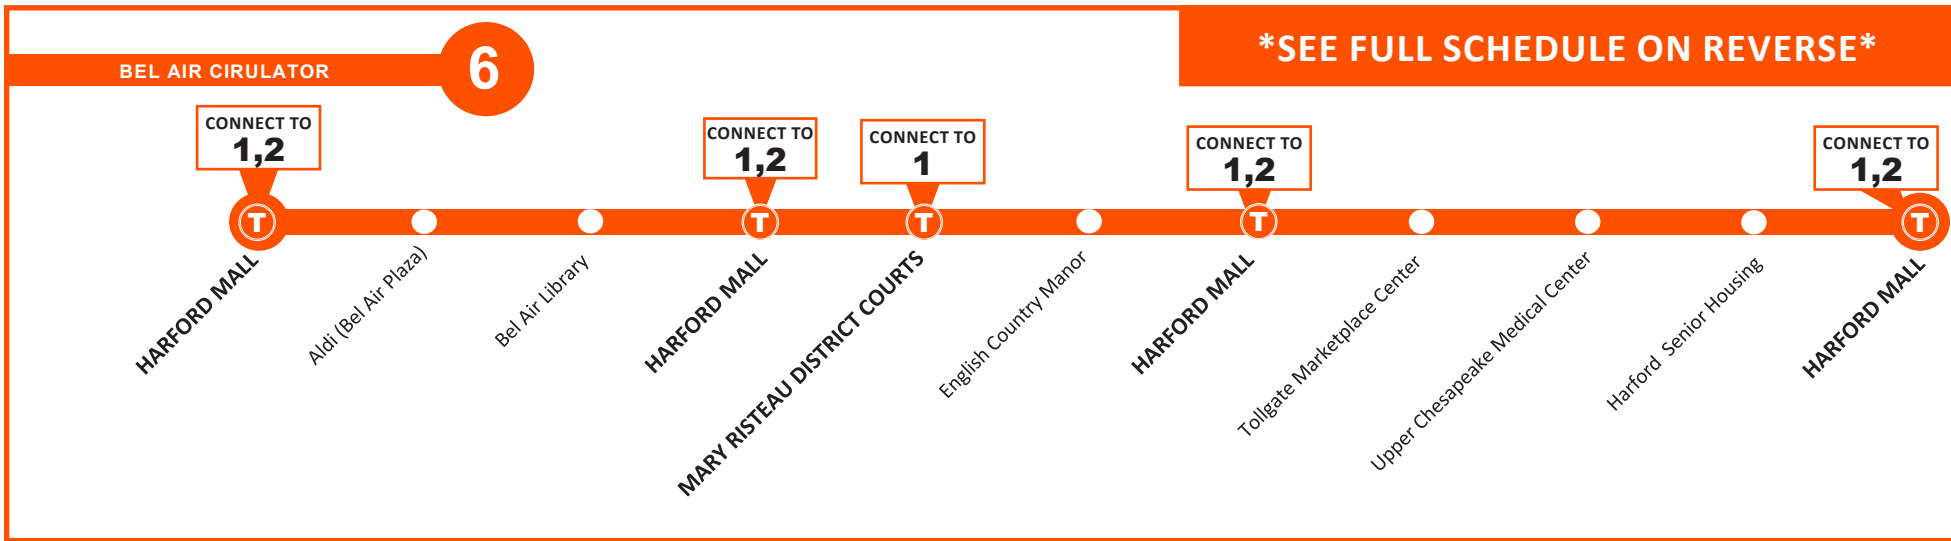 BEL AIR CIRULATOR
6
*SEE FULL SCHEDULE ON REVERSE*
CONNECT TO
1,2
CONNECT TO
1,2
CONNECT TO
1
CONNECT TO
1,2
CONNECT TO
1,2
T
T
T
T
T
HARFORD MALL
Aldi (Bel Air Plaza)
Bel Air Library
HARFORD MALL
MARY RISTEAU DISTRICT COURTS
English Country Manor
HARFORD MALL
Tollgate Marketplace Center
Upper Chesapeake Medical Center
Harford Senior Housing
HARFORD MALL